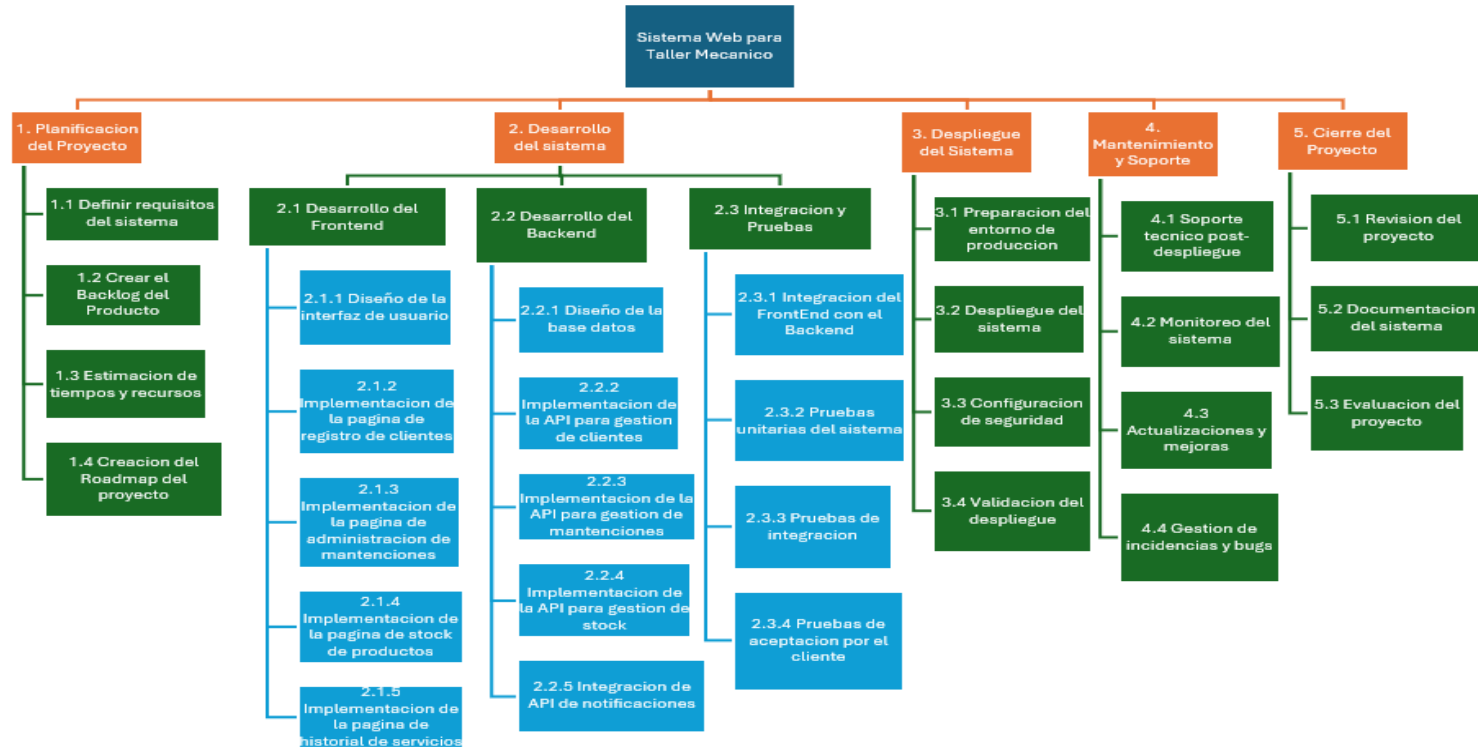 Sistema Web para
Taller Mecanico
1. Planificacion
del Proyecto
1.1 Definir requisitos
del sistema
1.2 Crear el
Backlog del
Producto
1.3 Estimacion de
tiempos y recursos
1.4 Creacion del
Roadmap del
proyecto
2. Desarrollo
del sistema
2.1 Desarrollo del
Frontend
2.1.1 Diseño de la
interfaz de usuario
2.1.2
Implementacion de
la pagina de
registro de clientes
2.1.3
Implementacion de
la pagina de
administracion de
mantenciones
2.1.4
Implementacion de
la pagina de stock
de productos
2.1.5
Implementacion de
la pagina de
historial de servicios
2.2 Desarrollo del
Backend
2.2.1 Diseño de la
base datos
2.2.2
Implementacion de
la API para gestion
de clientes
2.2.3
Implementacion de la
API para gestion de
mantenciones
2.2.4
Implementacion de
la API para gestion de
stock
2.2.5 Integracion de
API de notificaciones
2.3 Integracion y
Pruebas
2.3.1 Integracion del
FrontEnd con el
Backend
2.3.2 Pruebas
unitarias del sistema
2.3.3 Pruebas de
integracion
2.3.4 Pruebas de
aceptacion por el
cliente
3. Despliegue
del Sistema
3.1 Preparacion del
entorno de
produccion
3.2 Despliegue del
sistema
3.3 Configuracion
de seguridad
3.4 Validacion del
despliegue
4.
Mantenimiento
y Soporte
4.1 Soporte
tecnico post-
despliegue
4.2 Monitoreo del
sistema
4.3
Actualizaciones y
mejoras
4.4 Gestion de
incidencias y bugs
5. Cierre del
Proyecto
5.1 Revision del
proyecto
5.2 Documentacion
del sistema
5.3 Evaluacion del
proyecto